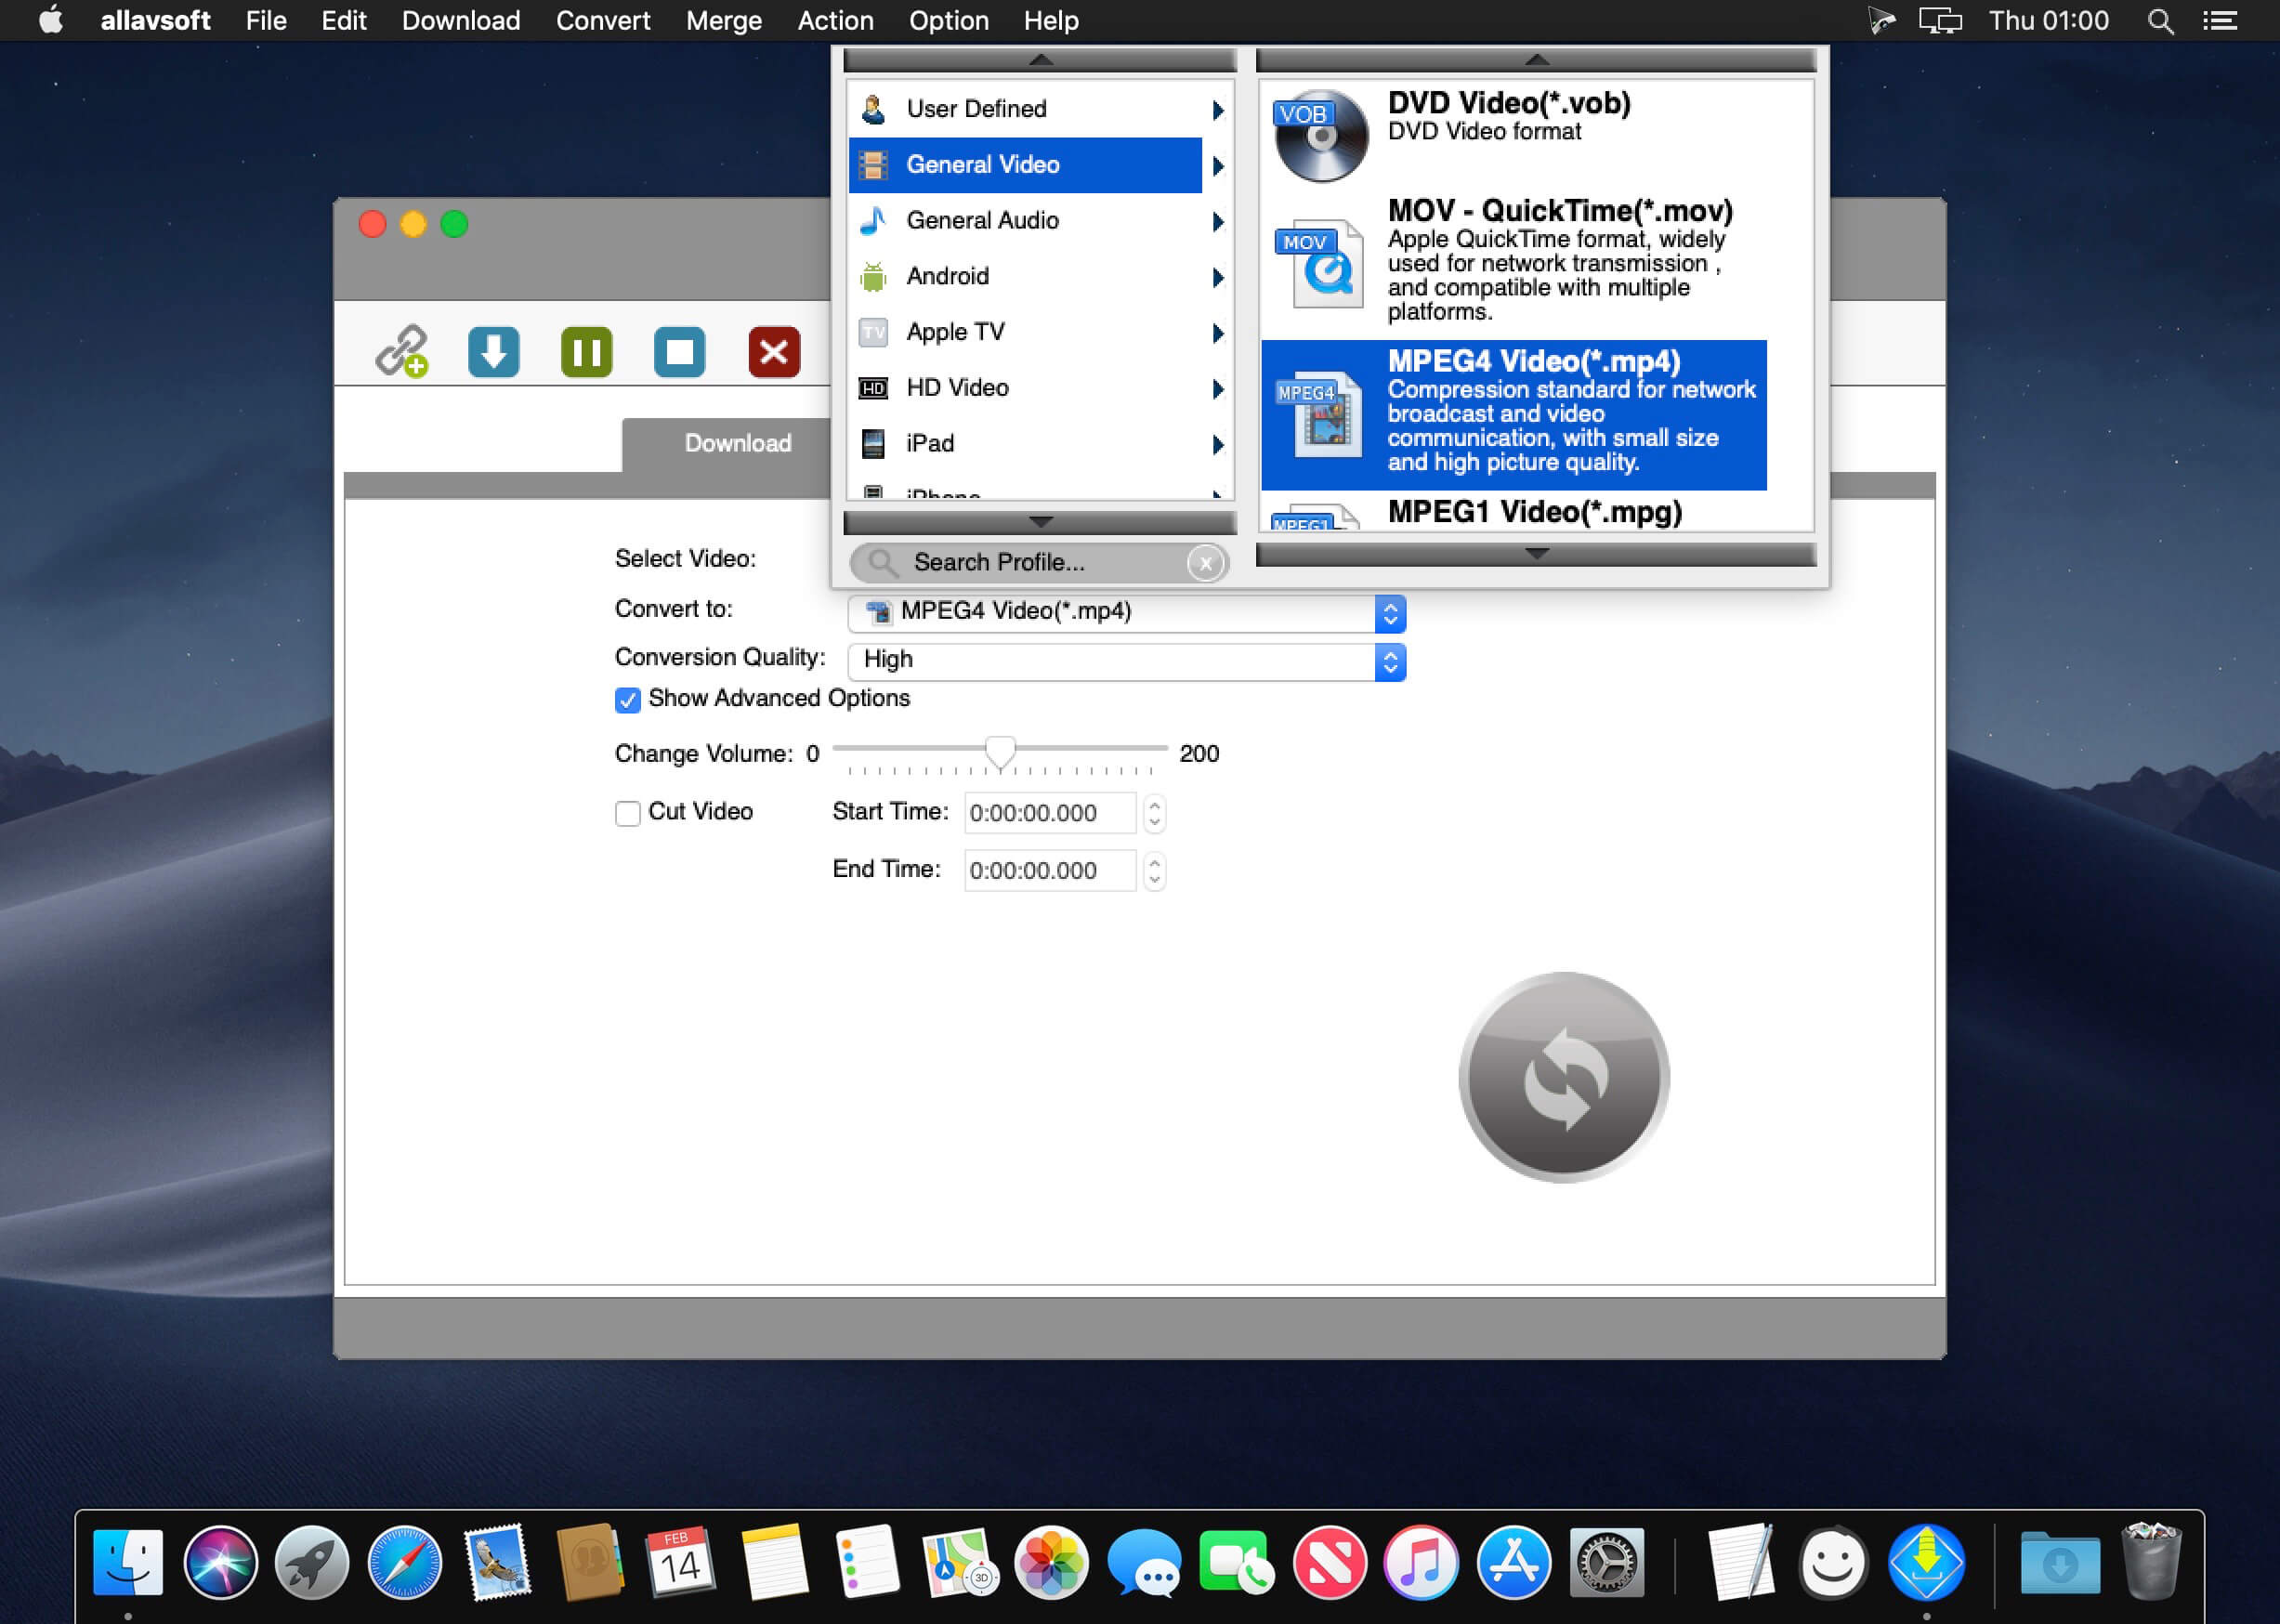 allavsoft File Edit Download Convert Merge Action Option Help Thu 01:00
User Defined
General Video
General Audio
Android
TV Apple TV
HD HD Video
iPad
iPhone
Search Profile...
x
VOB
DVD Video(*.vob)
DVD Video format
MOV
MOV - QuickTime(*.mov)
Apple QuickTime format, widely
used for network transmission ,
and compatible with multiple
platforms.
MPEG4
MPEG4 Video(*.mp4)
Compression standard for network
broadcast and video
communication, with small size
and high picture quality.
MPEG1
MPEG1 Video(*.mpg)
Download
Select Video:
Convert to: MPEG4 Video(*.mp4)
Conversion Quality: High
Show Advanced Options
Change Volume: 0 200
Cut Video Start Time: 0:00:00.000
End Time: 0:00:00.000
FEB
14
3D